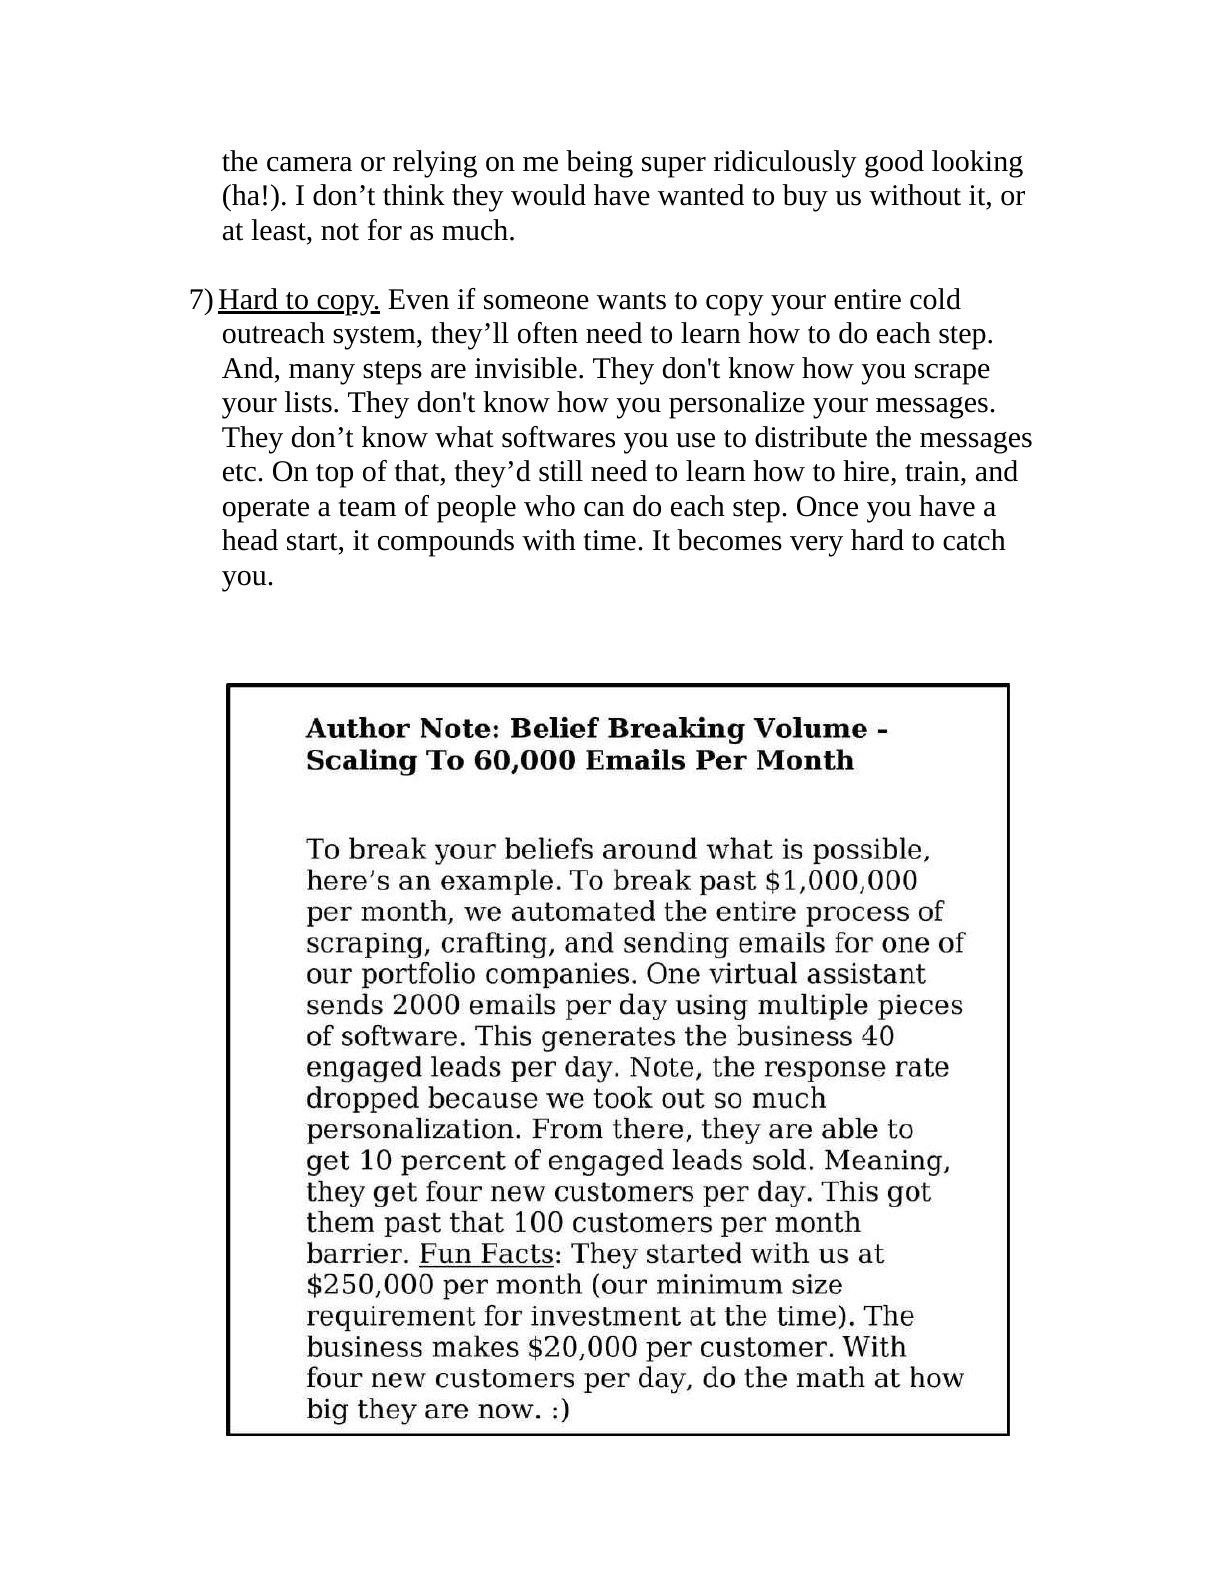 the camera or relying on me being super ridiculously good looking
(ha!). I don’t think they would have wanted to buy us without it, or
at least, not for as much.
7) Hard to copy. Even if someone wants to copy your entire cold
outreach system, they’ll often need to learn how to do each step.
And, many steps are invisible. They don't know how you scrape
your lists. They don't know how you personalize your messages.
They don’t know what softwares you use to distribute the messages
etc. On top of that, they’d still need to learn how to hire, train, and
operate a team of people who can do each step. Once you have a
head start, it compounds with time. It becomes very hard to catch
you.
Author Note: Belief Breaking Volume –
Scaling To 60,000 Emails Per Month
To break your beliefs around what is possible,
here’s an example. To break past $1,000,000
per month, we automated the entire process of
scraping, crafting, and sending emails for one of
our portfolio companies. One virtual assistant
sends 2000 emails per day using multiple pieces
of software. This generates the business 40
engaged leads per day. Note, the response rate
dropped because we took out so much
personalization. From there, they are able to
get 10 percent of engaged leads sold. Meaning,
they get four new customers per day. This got
them past that 100 customers per month
barrier. Fun Facts: They started with us at
$250,000 per month (our minimum size
requirement for investment at the time). The
business makes $20,000 per customer. With
four new customers per day, do the math at how
big they are now. :)